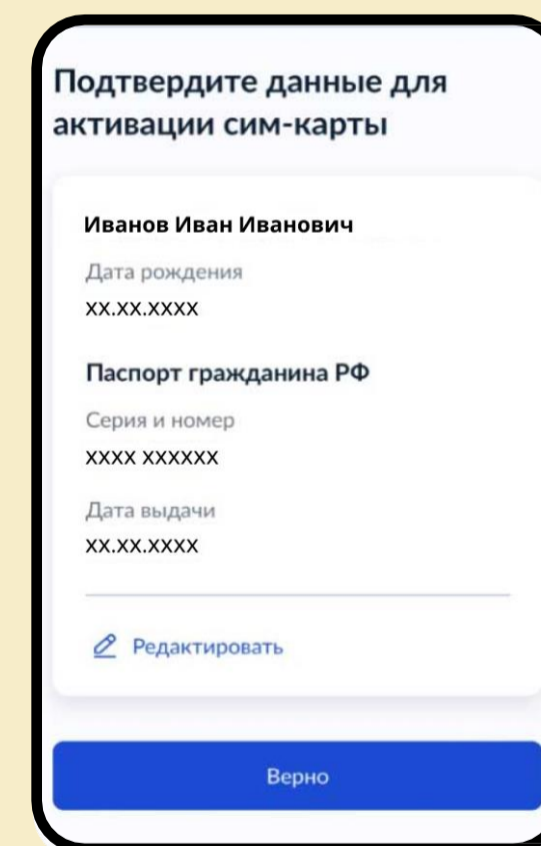 Подтвердите данные для
активации сим-карты
Иванов Иван Иванович
Дата рождения
XX.XX.XXXX
Паспорт гражданина РФ
Серия и номер
XXXX XXXXXX
Дата выдачи
XX.XX.XXXX
Редактировать
Верно